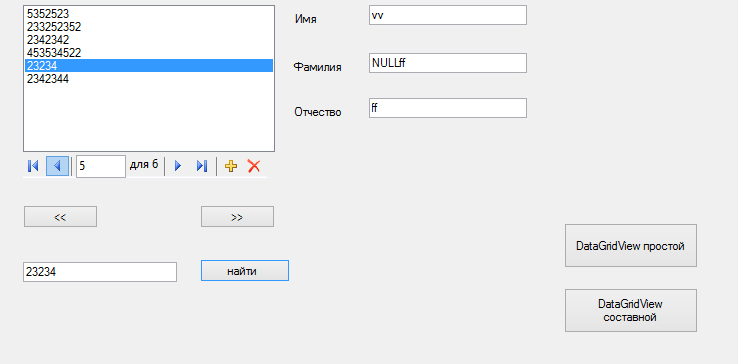 5352523
233252352
2342342
453534522
23234
2342344
Имя
vv
Фамилия
NULLff
Отчество
ff
5
для 6
<<
>>
23234
найти
DataGridView простой
DataGridView
составной